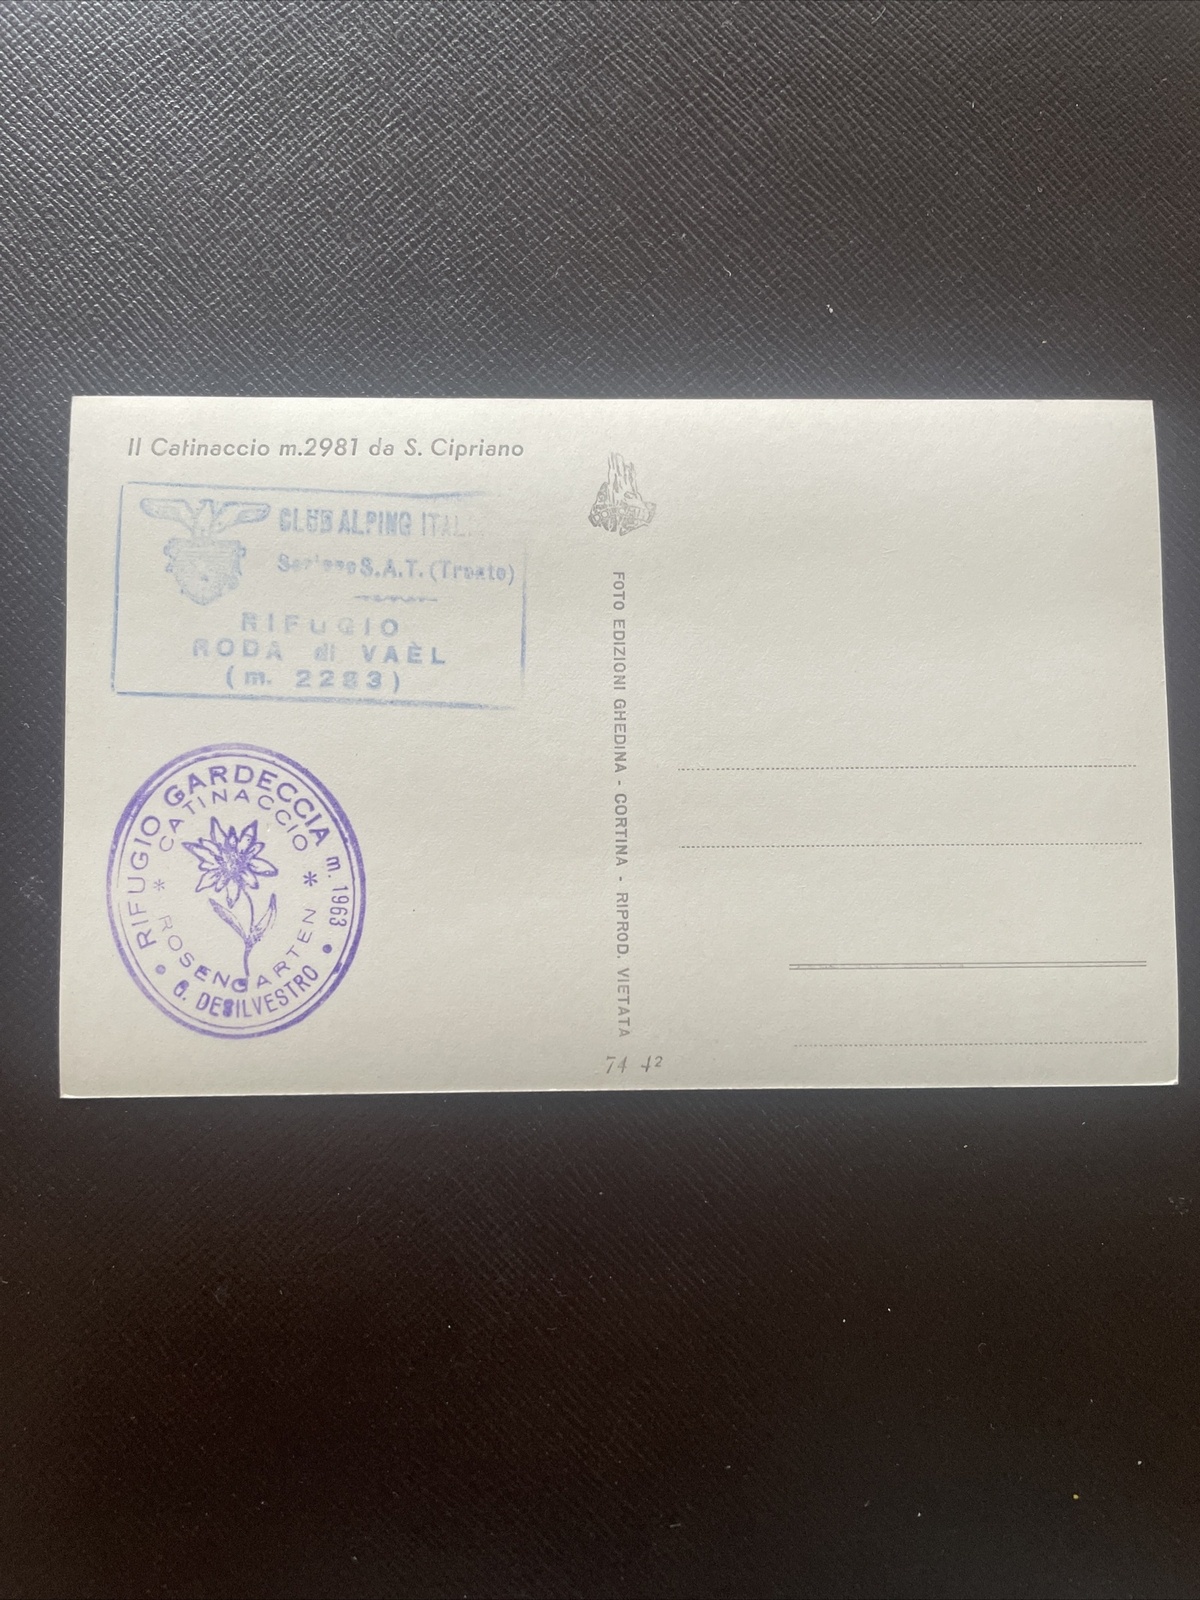 Il Catinaccio m.2981 da S. Cipriano
CLUB ALPINO ITAL
Sezione S.A.T. (Trento)
RIFUGIO
RODA di VAÈL
(m. 2283)
RIFUGIO GARDECCIA m. 1963
CATINACCIO
* ROSENGARTEN *
G. DESILVESTRO
FOTO EDIZIONI GHEDINA - CORTINA - RIPROD. VIETATA
74